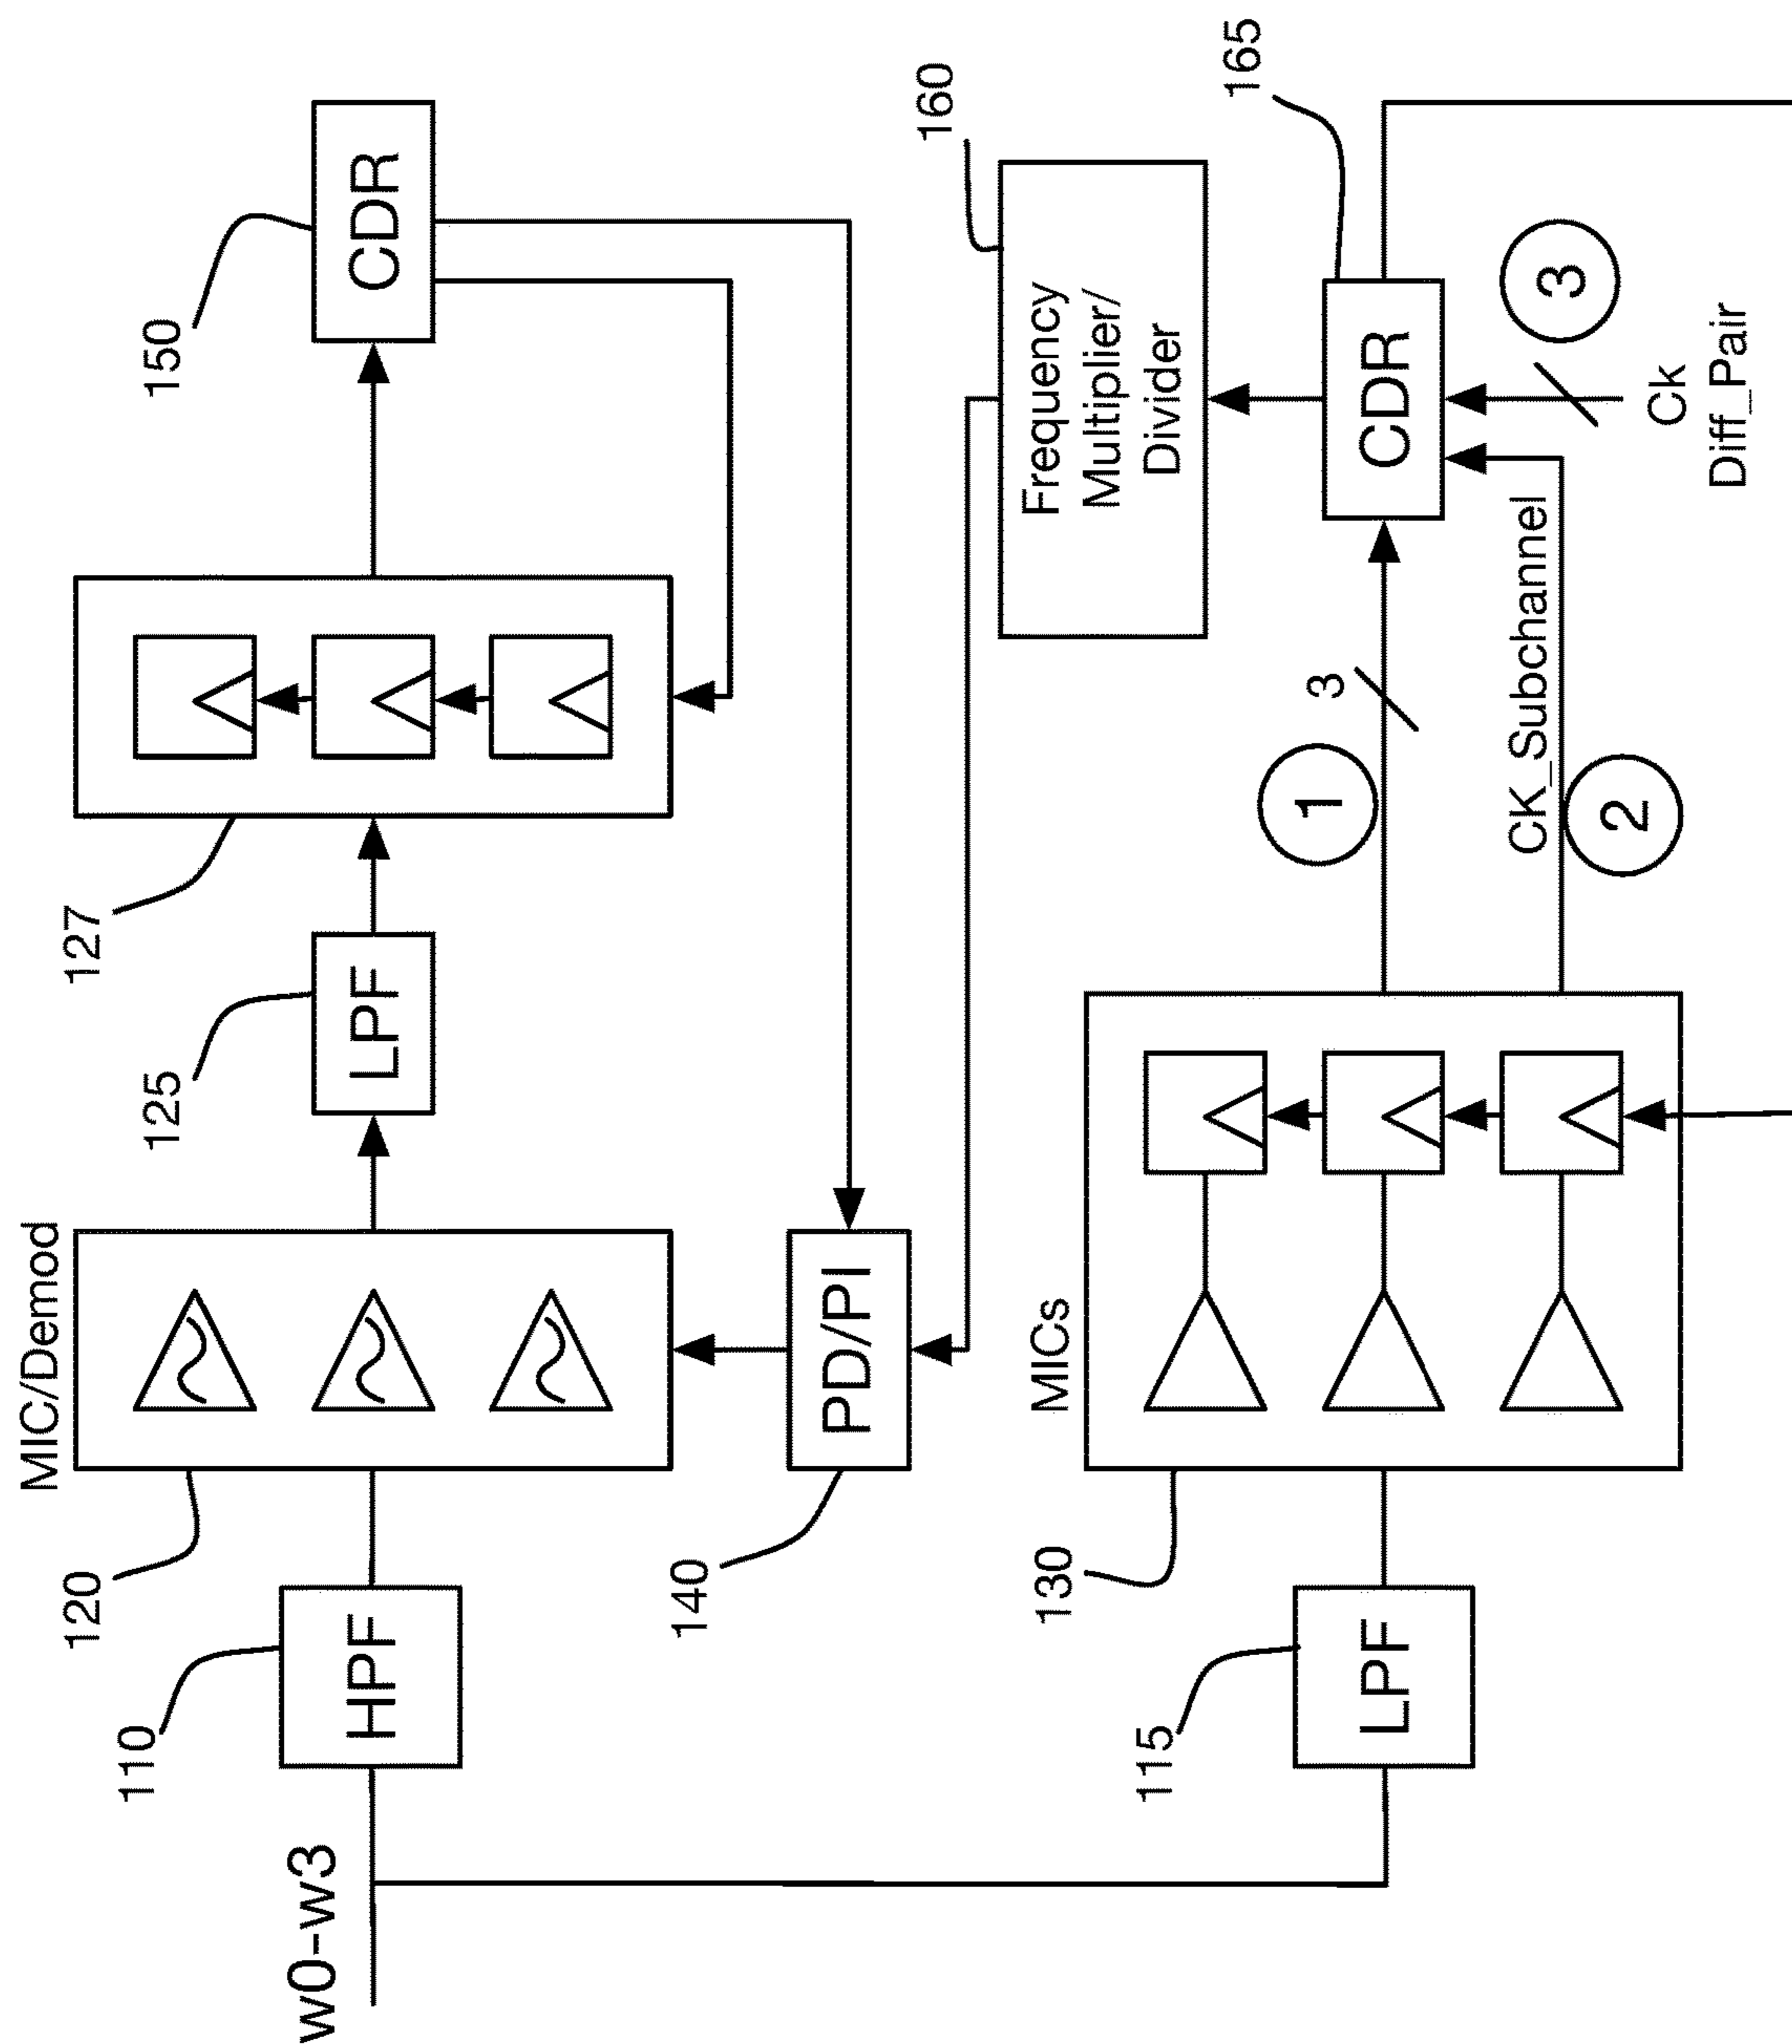 w0-w3
110
HPF
120
MIC/Demod
125
LPF
127
150
CDR
140
PD/PI
160
Frequency
Multiplier/
Divider
115
LPF
130
MICs
1
3
CK_Subchannel
2
165
CDR
3
Ck
Diff_Pair